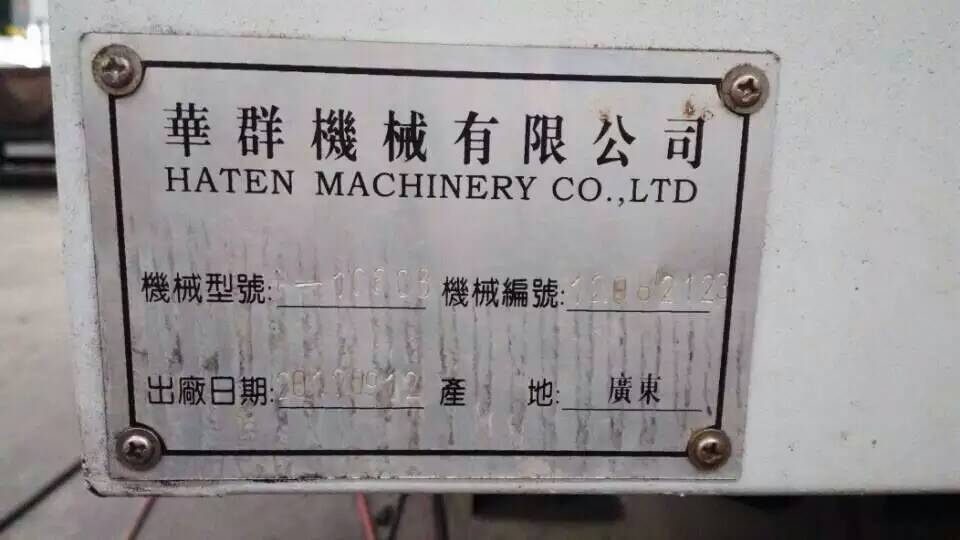 華群機械有限公司
HATEN MACHINERY CO.,LTD
機械型號: 機械編號:
出廠日期: 產 地: 廣東